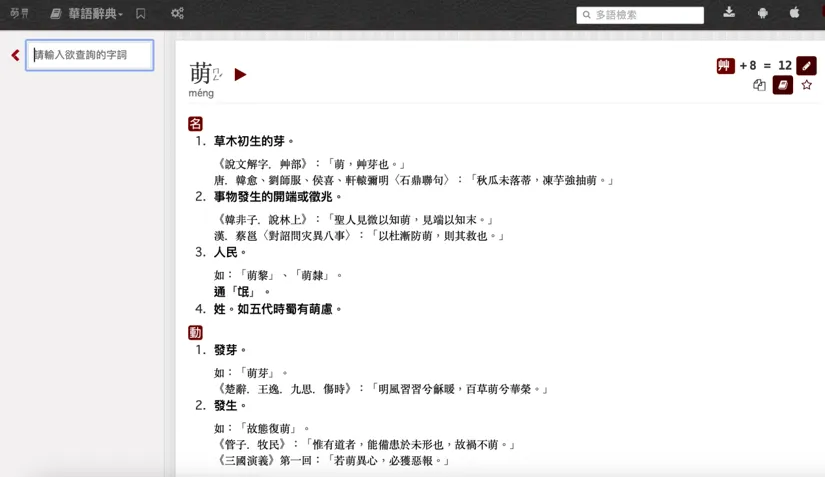 萌典 華語辭典 多語檢索
請輸入欲查詢的字詞
萌 ㄇㄥˊ
méng
艸 +8 = 12
名
1. 草木初生的芽。
《說文解字．艸部》：「萌，艸芽也。」
唐．韓愈、劉師服、侯喜、軒轅彌明〈石鼎聯句〉：「秋瓜未落蒂，凍芋強抽萌。」
2. 事物發生的開端或徵兆。
《韓非子．說林上》：「聖人見微以知萌，見端以知末。」
漢．蔡邕〈對詔問灾異八事〉：「以杜漸防萌，則其救也。」
3. 人民。
如：「萌黎」、「萌隸」。
通「氓」。
4. 姓。如五代時蜀有萌慮。
動
1. 發芽。
如：「萌芽」。
《楚辭．王逸．九思．傷時》：「明風習習兮龢暖，百草萌兮華榮。」
2. 發生。
如：「故態復萌」。
《管子．牧民》：「惟有道者，能備患於未形也，故禍不萌。」
《三國演義》第一回：「若萌異心，必獲惡報。」